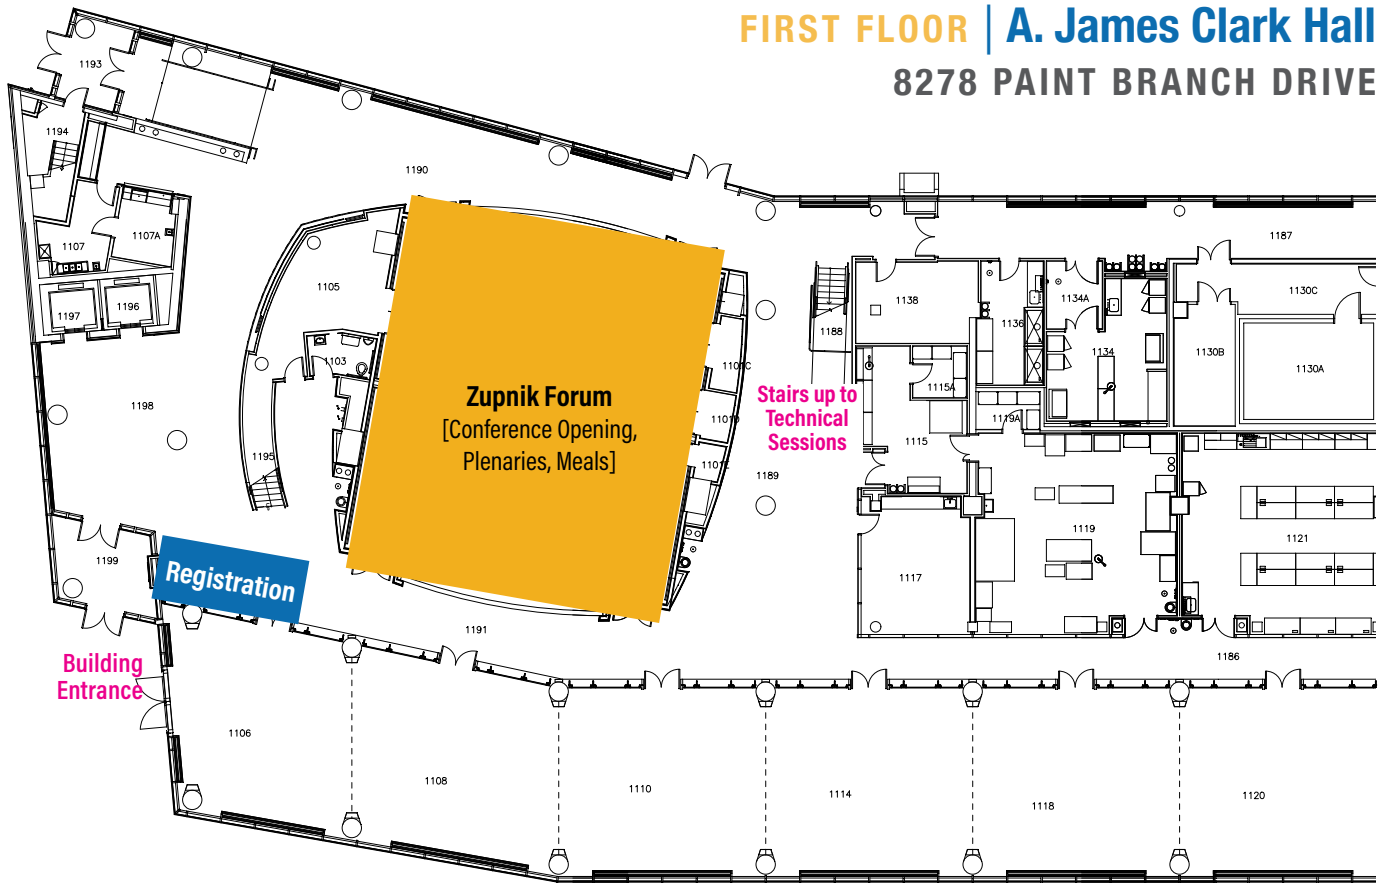 FIRST FLOOR | A. James Clark Hall
8278 PAINT BRANCH DRIVE
1193
1194
1190
1107A
1107
1187
1105
1130C
1134A
1196
1197
1138
1136
1188
1134
1103
1101C
1130B
1130A
1115A
Zupnik Forum
[Conference Opening,
Plenaries, Meals]
Stairs up to
Technical
Sessions
1198
1101D
1119A
1115
1195
1101E
1189
1119
1121
1199
Registration
1117
1191
1186
Building
Entrance
1106
1108
1110
1114
1118
1120